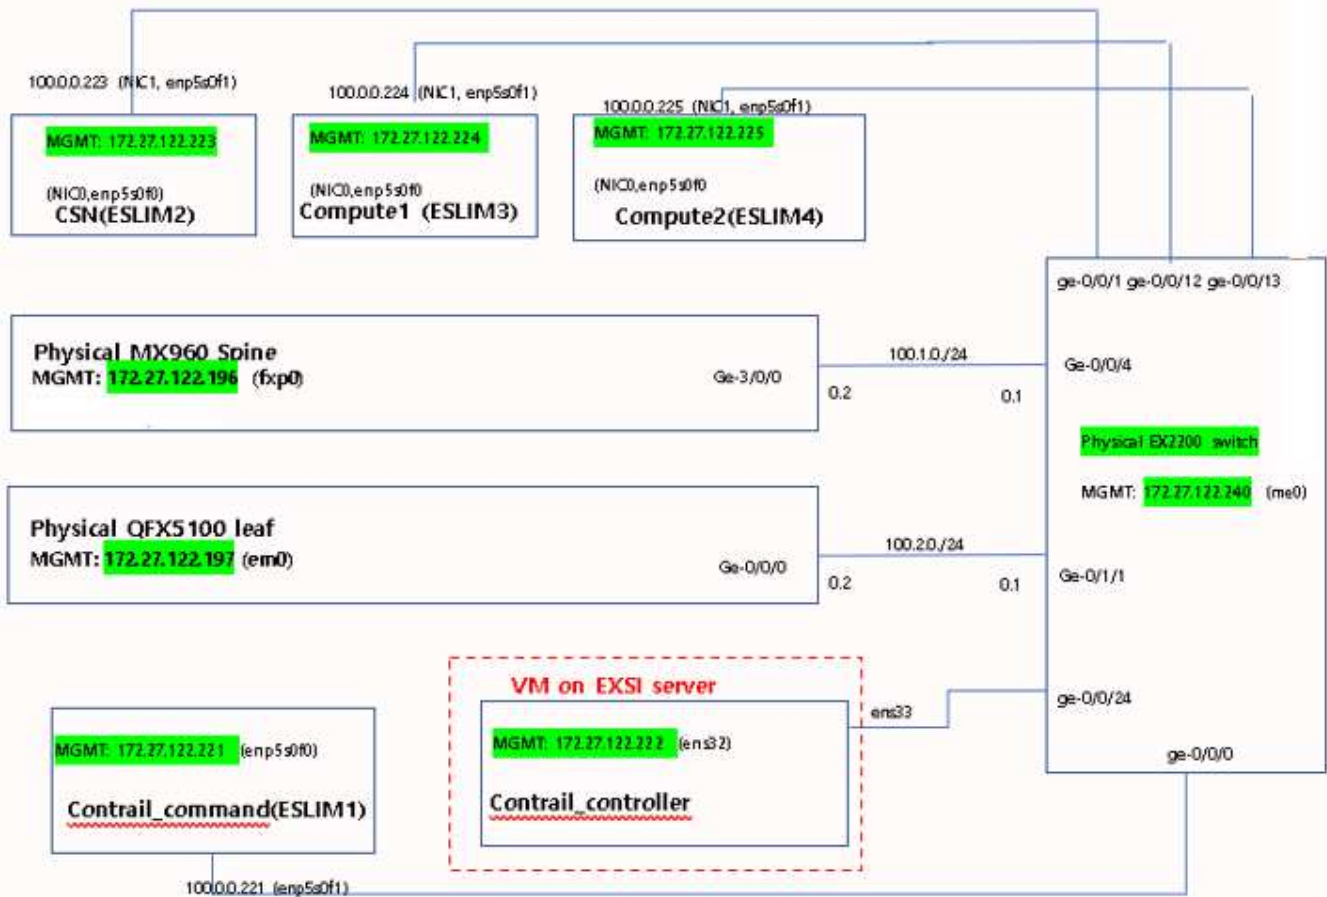 100.0.0.223 (NIC1, enp5s0f1)
100.0.0.224 (NIC1, enp5s0f1)
100.0.0.225 (NIC1, enp5s0f1)
MGMT: 172.27.122.223
(NIC0,enp5s0f0)
CSN(ESLIM2)
MGMT: 172.27.122.224
(NIC0,enp5s0f0
Compute1 (ESLIM3)
MGMT: 172.27.122.225
(NIC0,enp5s0f0
Compute2(ESLIM4)
ge-0/0/1 ge-0/0/12 ge-0/0/13
Physical MX960 Spine
MGMT: 172.27.122.196 (fxp0)
Ge-3/0/0
100.1.0./24
0.2
0.1
Ge-0/0/4
Physical EX2200 switch
MGMT: 172.27.122.240 (me0)
Physical QFX5100 leaf
MGMT: 172.27.122.197 (em0)
Ge-0/0/0
100.2.0./24
0.2
0.1
Ge-0/1/1
VM on EXSI server
MGMT: 172.27.122.222 (ens32)
Contrail_controller
ens33
ge-0/0/24
ge-0/0/0
MGMT: 172.27.122.221 (enp5s0f0)
Contrail_command(ESLIM1)
100.0.0.221 (enp5s0f1)